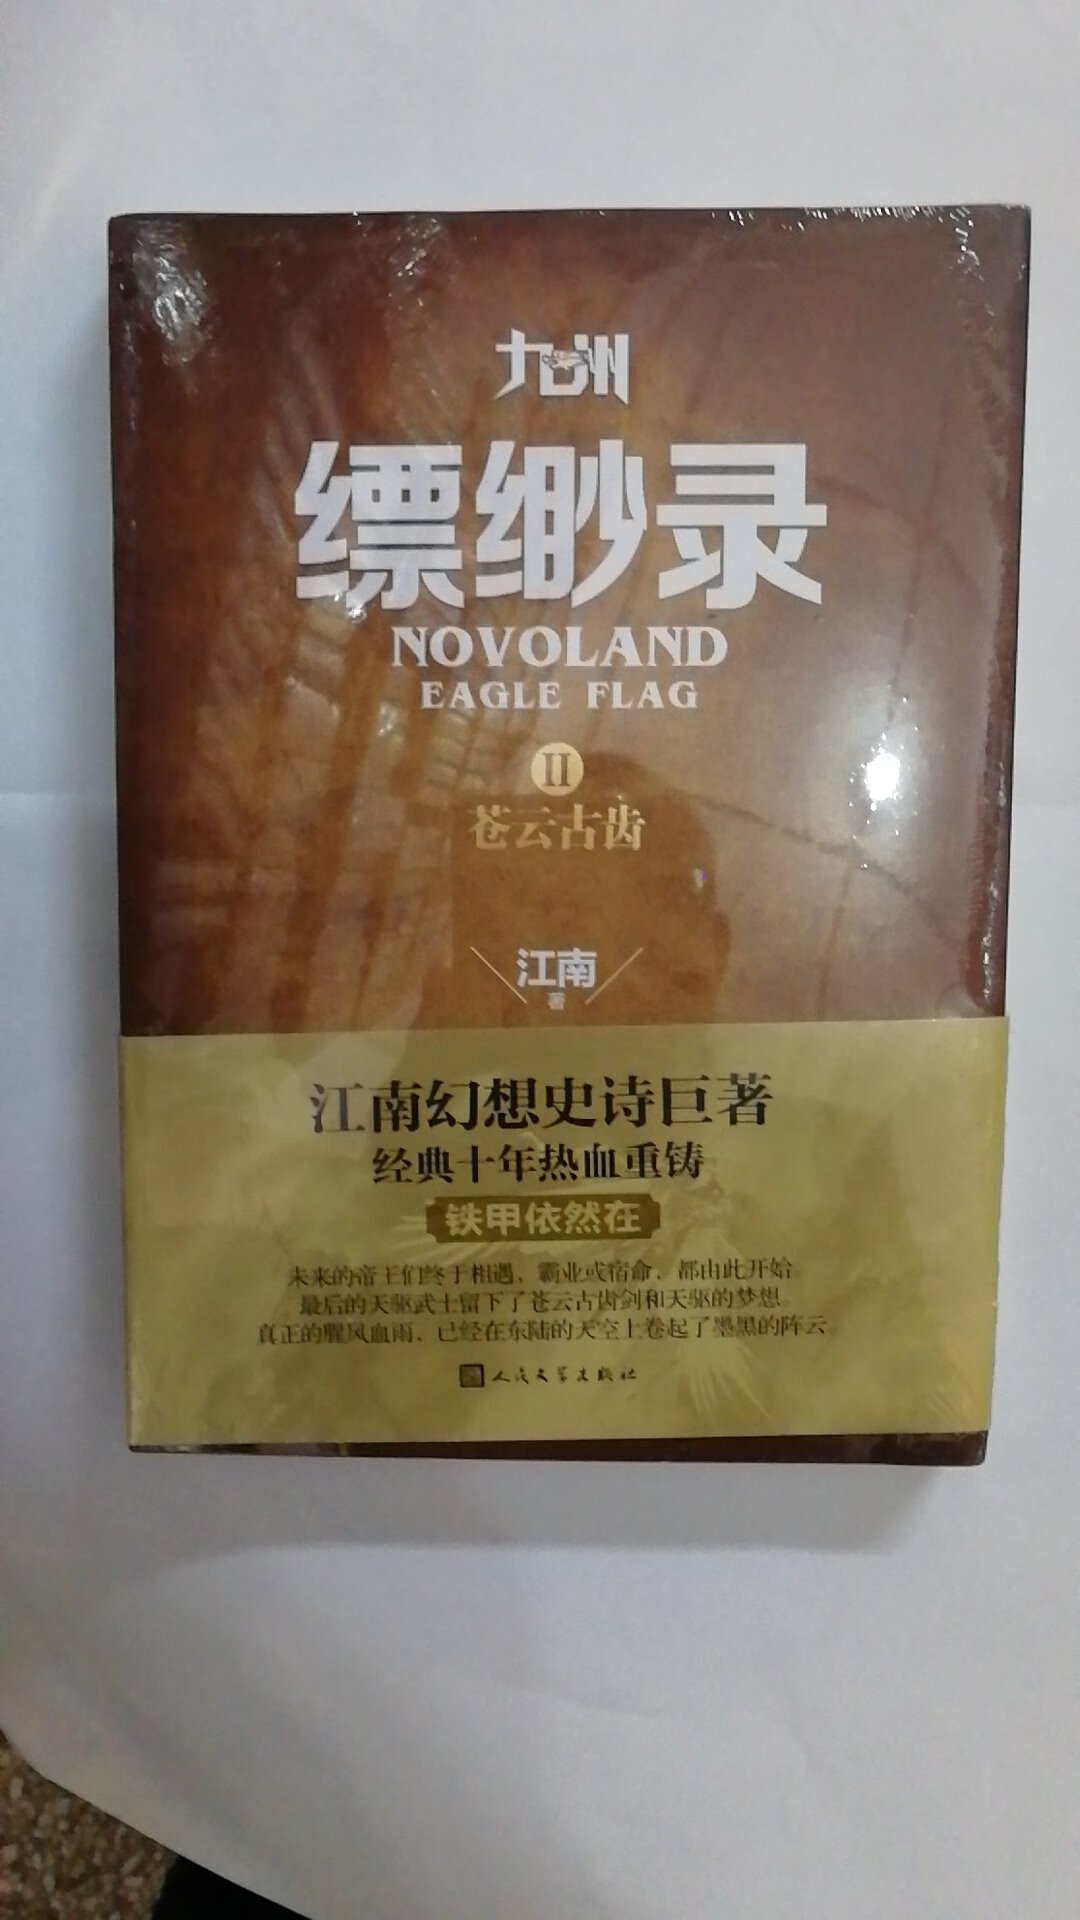 九州
缥缈录
NOVOLAND
EAGLE FLAG
II
苍云古齿
江南
著
江南幻想史诗巨著
经典十年热血重铸
铁甲依然在
未来的帝王们终于相遇，霸业或宿命，都由此开始。
最后的天驱武士留下了苍云古齿剑和天驱的梦想。
真正的腥风血雨，已经在东陆的天空上卷起了墨黑的阵云。
人民文学出版社